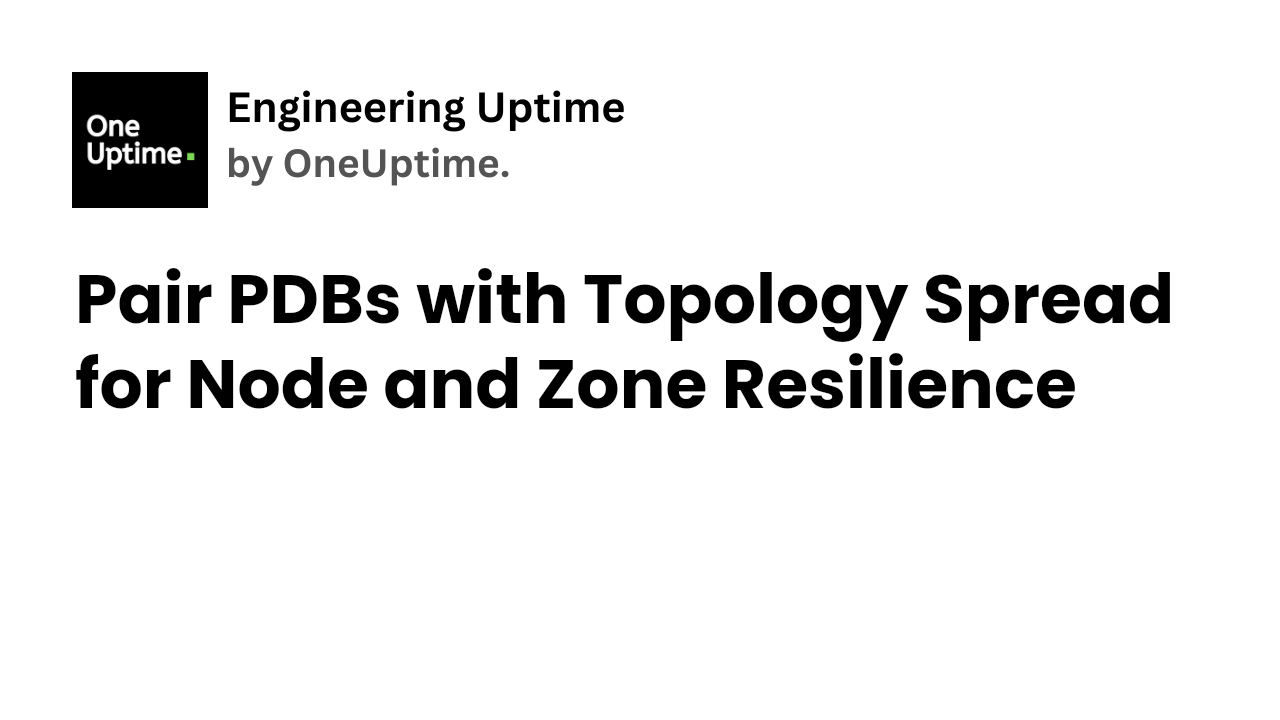 One
Uptime.
Engineering Uptime
by OneUptime.
Pair PDBs with Topology Spread
for Node and Zone Resilience